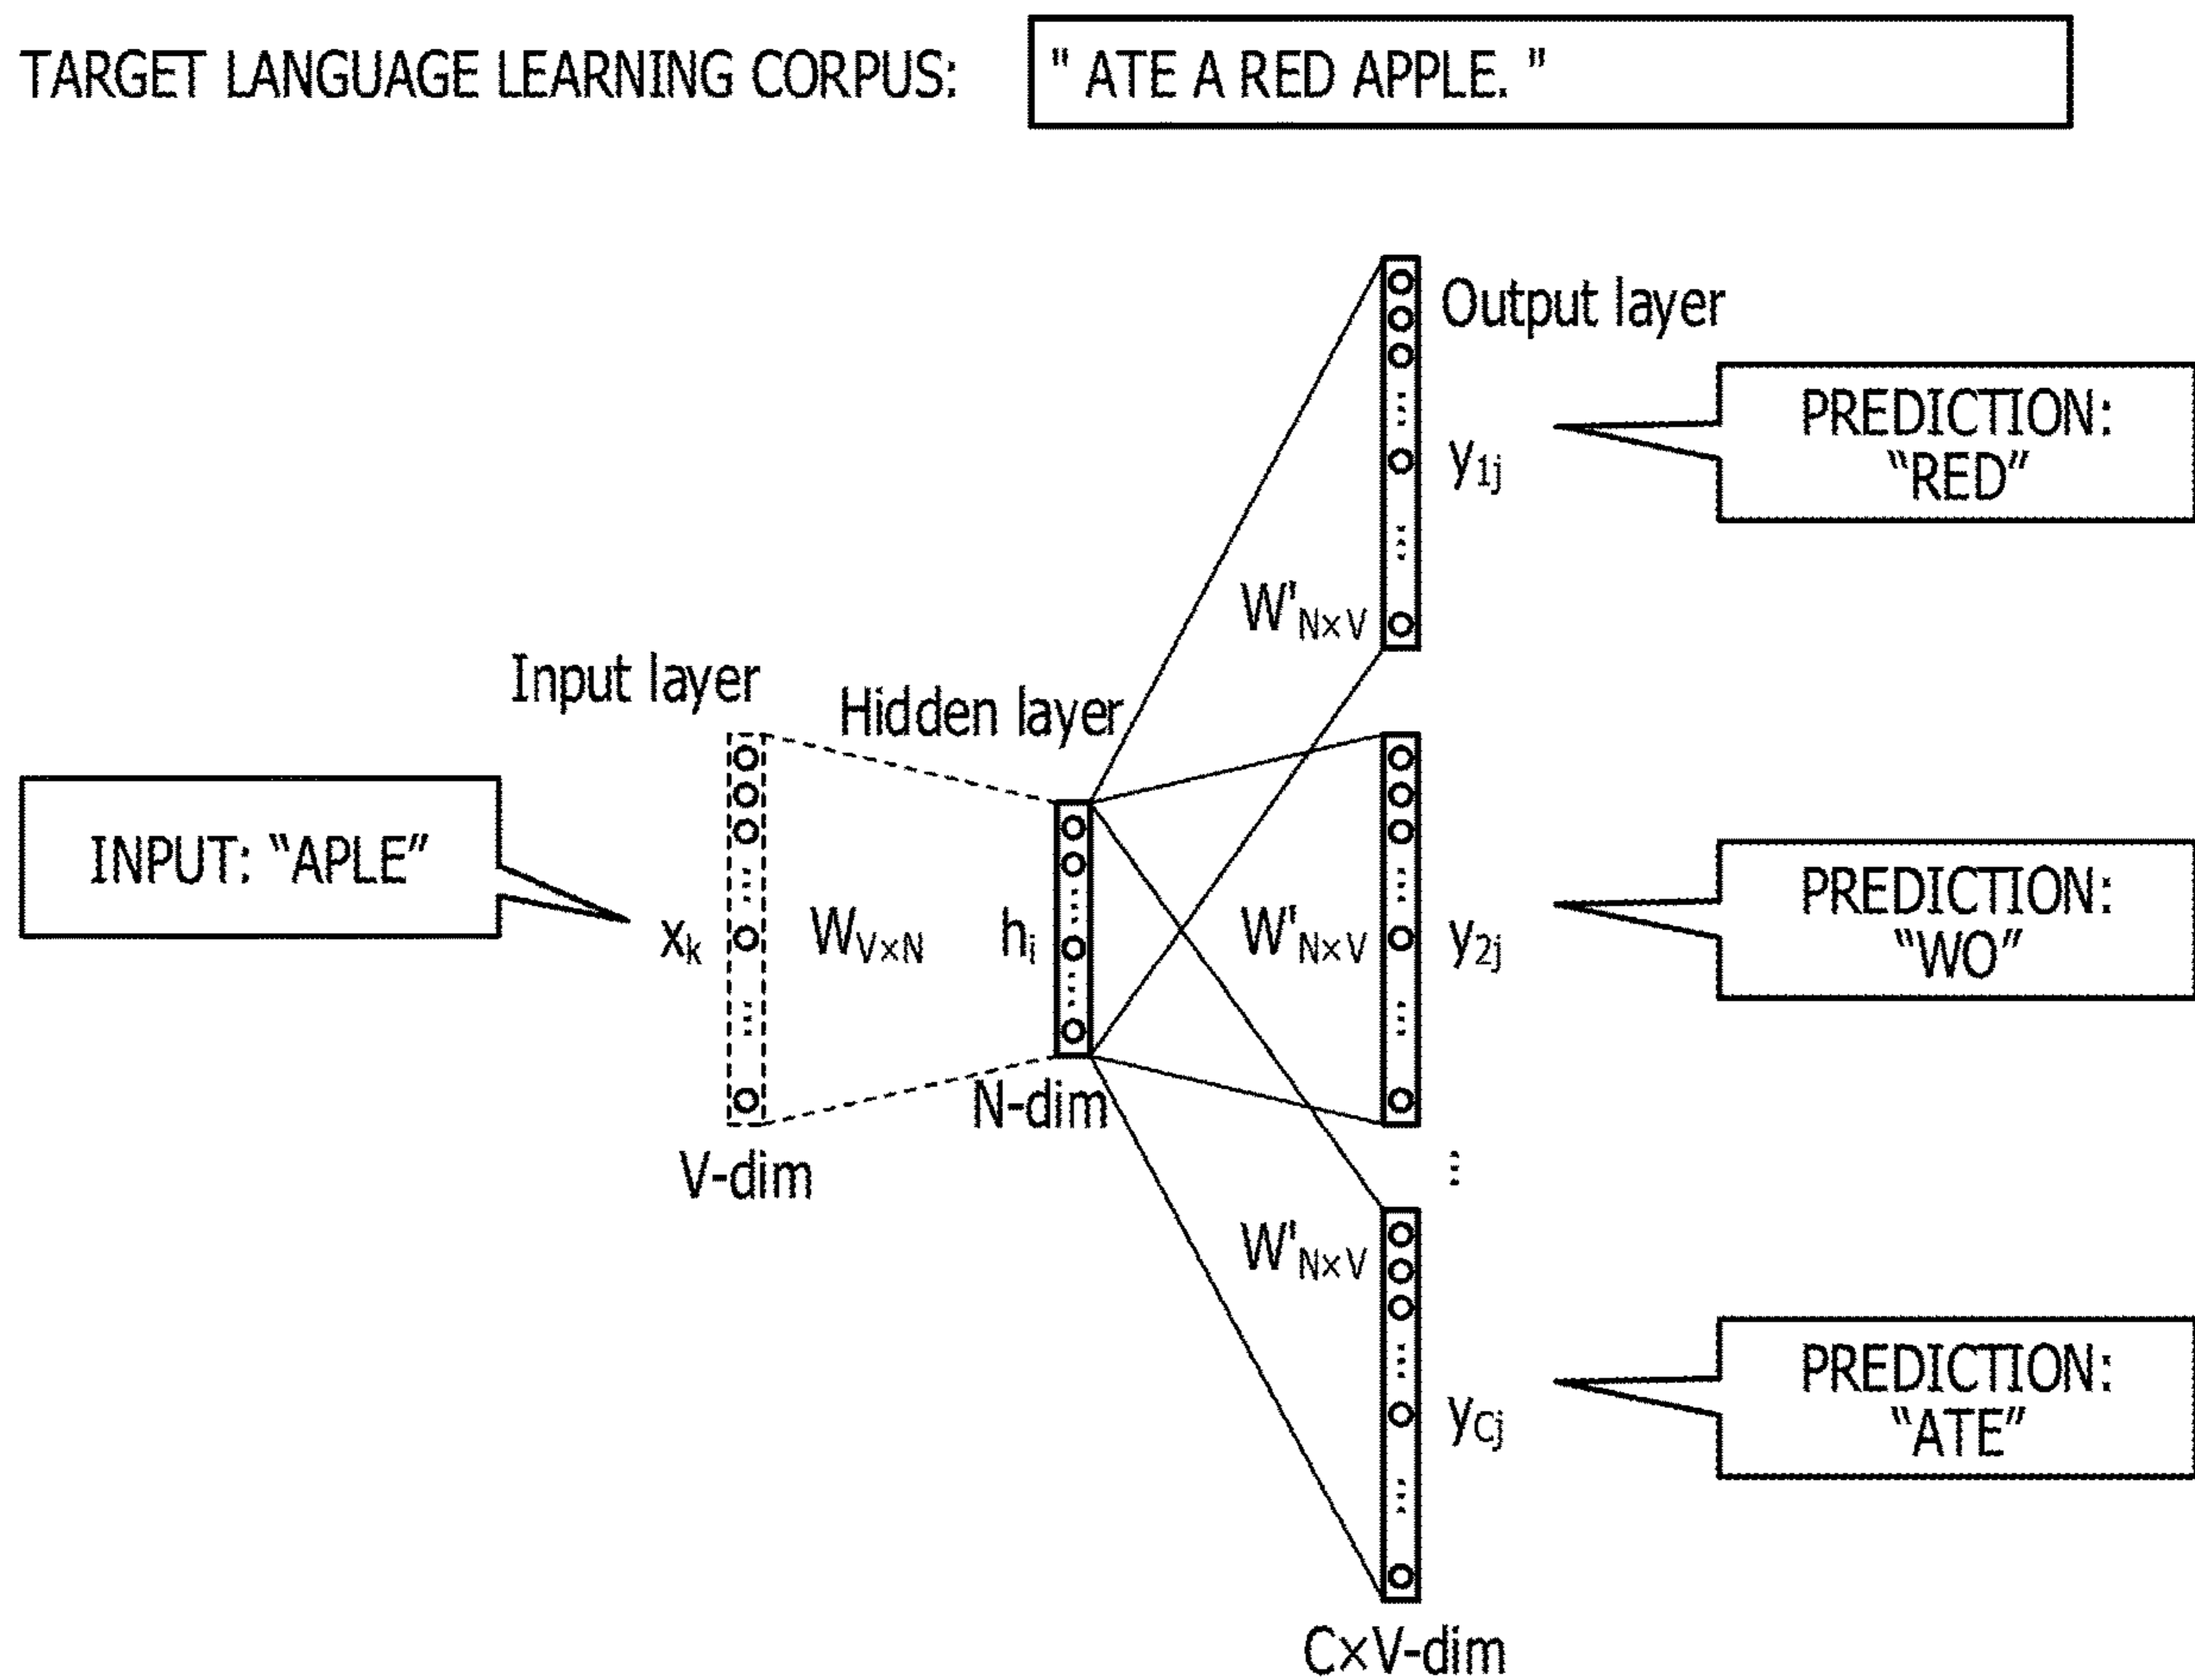 TARGET LANGUAGE LEARNING CORPUS:
" ATE A RED APPLE. "
Output layer
PREDICTION:
“RED”
y1j
W'N×V
Input layer
Hidden layer
INPUT: “APLE”
xk
WV×N
hi
W'N×V
y2j
PREDICTION:
“WO”
N-dim
V-dim
W'N×V
yCj
PREDICTION:
“ATE”
C×V-dim